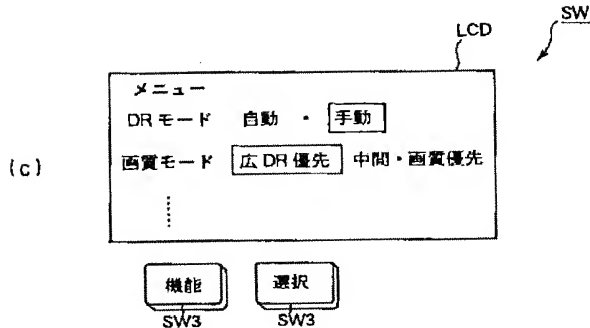 SW
LCD
メニュー
DRモード 自動 ・ 手動
(c) 画質モード 広DR優先 中間・画質優先
機能 選択
SW3 SW3